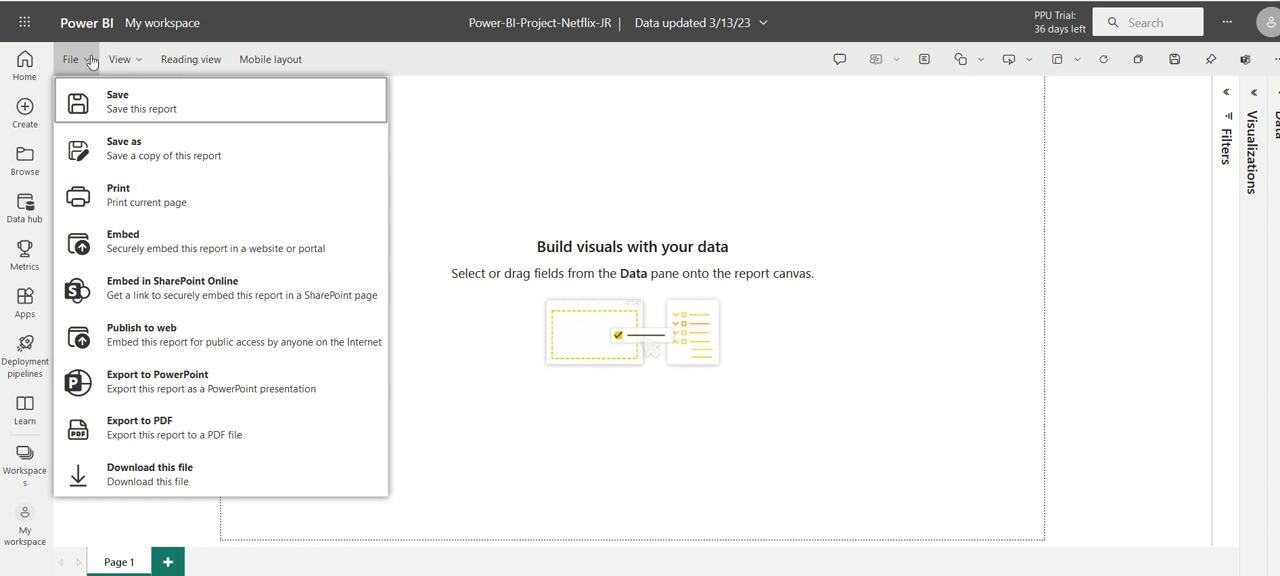 Power BI My workspace
Power-BI-Project-Netflix-JR | Data updated 3/13/23
PPU Trial:
36 days left
Search
File View Reading view Mobile layout
Home
Create
Browse
Data hub
Metrics
Apps
Deployment
pipelines
Learn
Workspace
s
My
workspace
Save
Save this report
Save as
Save a copy of this report
Print
Print current page
Embed
Securely embed this report in a website or portal
Embed in SharePoint Online
Get a link to securely embed this report in a SharePoint page
Publish to web
Embed this report for public access by anyone on the Internet
Export to PowerPoint
Export this report as a PowerPoint presentation
Export to PDF
Export this report to a PDF file
Download this file
Download this file
Build visuals with your data
Select or drag fields from the Data pane onto the report canvas.
Filters
Visualizations
Data
Page 1